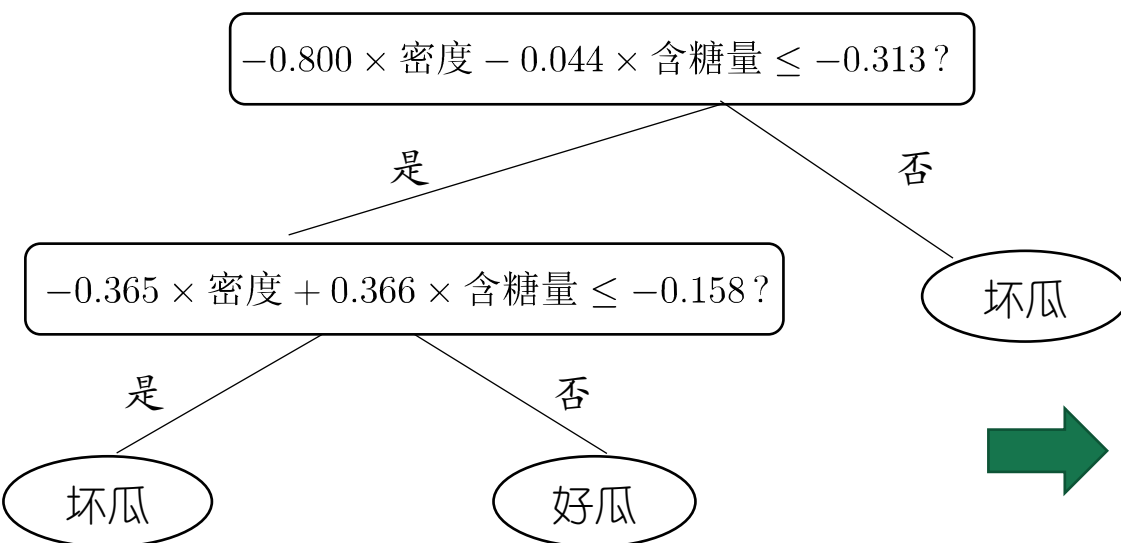 −0.800 × 密度 − 0.044 × 含糖量 ≤ −0.313？
是
否
−0.365 × 密度 + 0.366 × 含糖量 ≤ −0.158？
坏瓜
是
否
坏瓜
好瓜